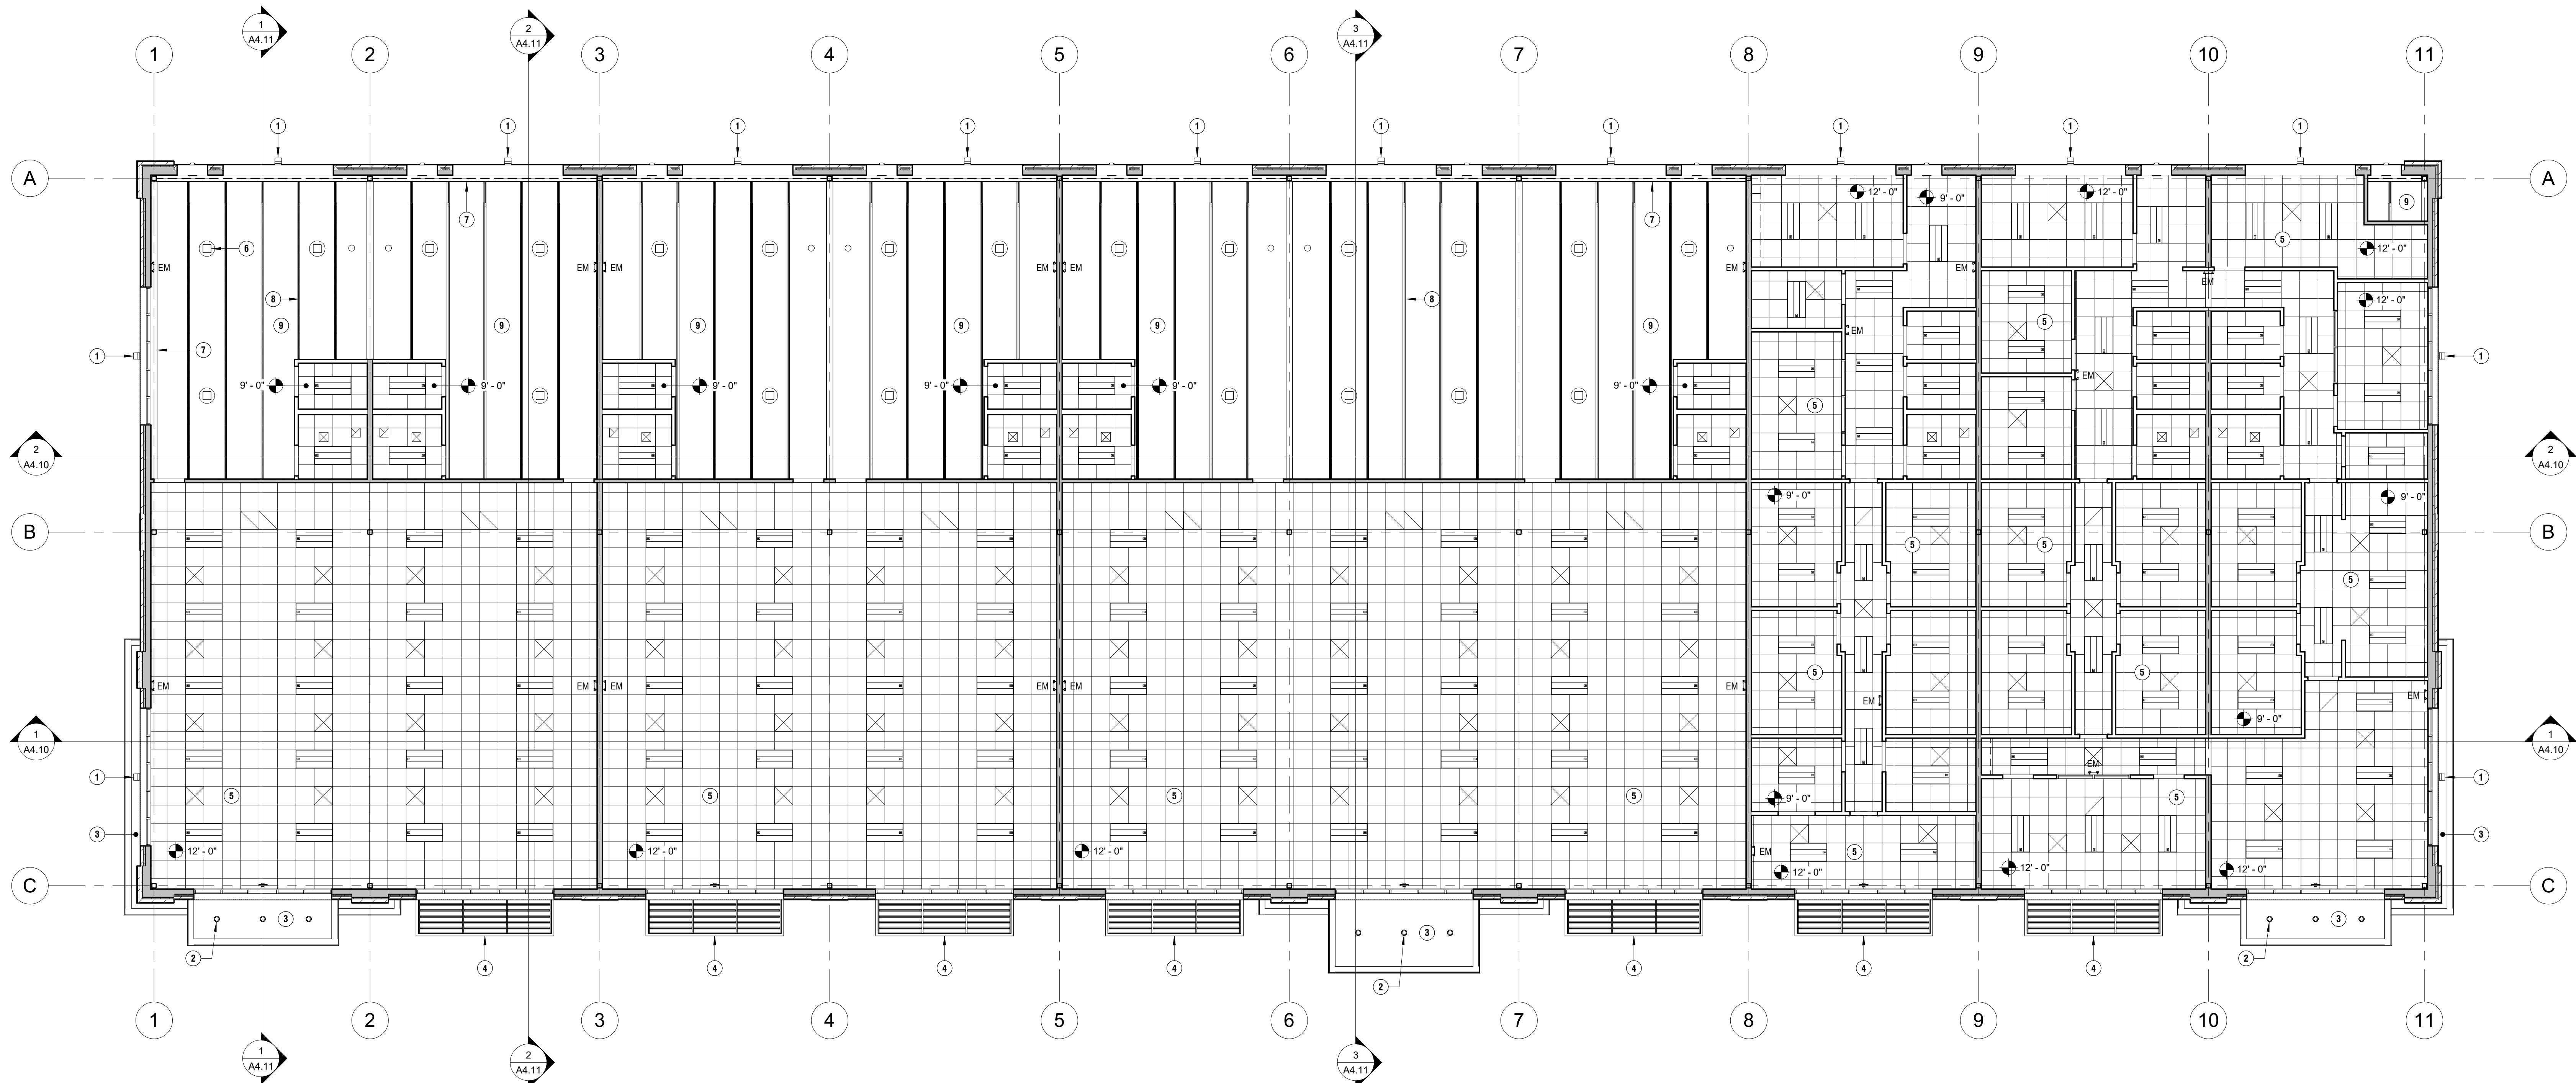 1 2 3
A4.11 A4.11 A4.11
1 2 3 4 5 6 7 8 9 10 11
1 1 1 1 1 1 1 1 1 1
A A
12' - 0" 9' - 0" 12' - 0"
7 7 9
6 5 12' - 0"
EM EM EM EM EM EM EM EM
8 8 12' - 0"
9 9 9 9 9 9 5 EM
1 7 1
9' - 0" 9' - 0" 9' - 0" 9' - 0" 9' - 0" 9' - 0" EM
5
2 2
A4.10 A4.10
9' - 0" 9' - 0"
B 5 5 B
5
5 5
EM EM EM EM EM EM EM
9' - 0"
1 1
A4.10 A4.10
EM
1 1
5 5 5 5 9' - 0" 5
3 3
12' - 0" 12' - 0" 12' - 0" EM 5
12' - 0" 12' - 0" 12' - 0"
C C
3 3 3
2 4 4 4 4 4 4 4 2
2
1 2 3 4 5 6 7 8 9 10 11
1 2 3
A4.11 A4.11 A4.11